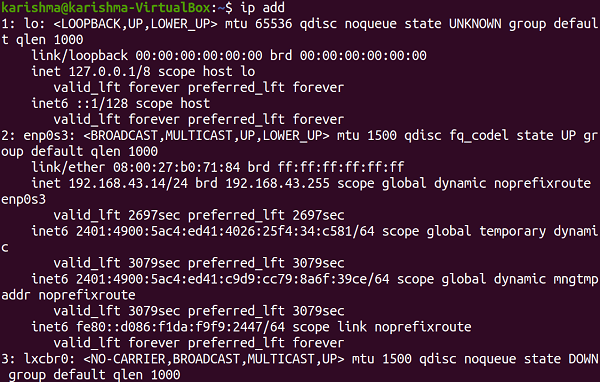 karishma@karishma-VirtualBox:~$ ip add
1: lo: <LOOPBACK,UP,LOWER_UP> mtu 65536 qdisc noqueue state UNKNOWN group defaul
t qlen 1000
    link/loopback 00:00:00:00:00:00 brd 00:00:00:00:00:00
    inet 127.0.0.1/8 scope host lo
       valid_lft forever preferred_lft forever
    inet6 ::1/128 scope host
       valid_lft forever preferred_lft forever
2: enp0s3: <BROADCAST,MULTICAST,UP,LOWER_UP> mtu 1500 qdisc fq_codel state UP gr
oup default qlen 1000
    link/ether 08:00:27:b0:71:84 brd ff:ff:ff:ff:ff:ff
    inet 192.168.43.14/24 brd 192.168.43.255 scope global dynamic noprefixroute
enp0s3
       valid_lft 2697sec preferred_lft 2697sec
    inet6 2401:4900:5ac4:ed41:4026:25f4:34:c581/64 scope global temporary dynami
c
       valid_lft 3079sec preferred_lft 3079sec
    inet6 2401:4900:5ac4:ed41:c9d9:cc79:8a6f:39ce/64 scope global dynamic mngtmp
addr noprefixroute
       valid_lft 3079sec preferred_lft 3079sec
    inet6 fe80::d086:f1da:f9f9:2447/64 scope link noprefixroute
       valid_lft forever preferred_lft forever
3: lxcbr0: <NO-CARRIER,BROADCAST,MULTICAST,UP> mtu 1500 qdisc noqueue state DOWN
 group default qlen 1000